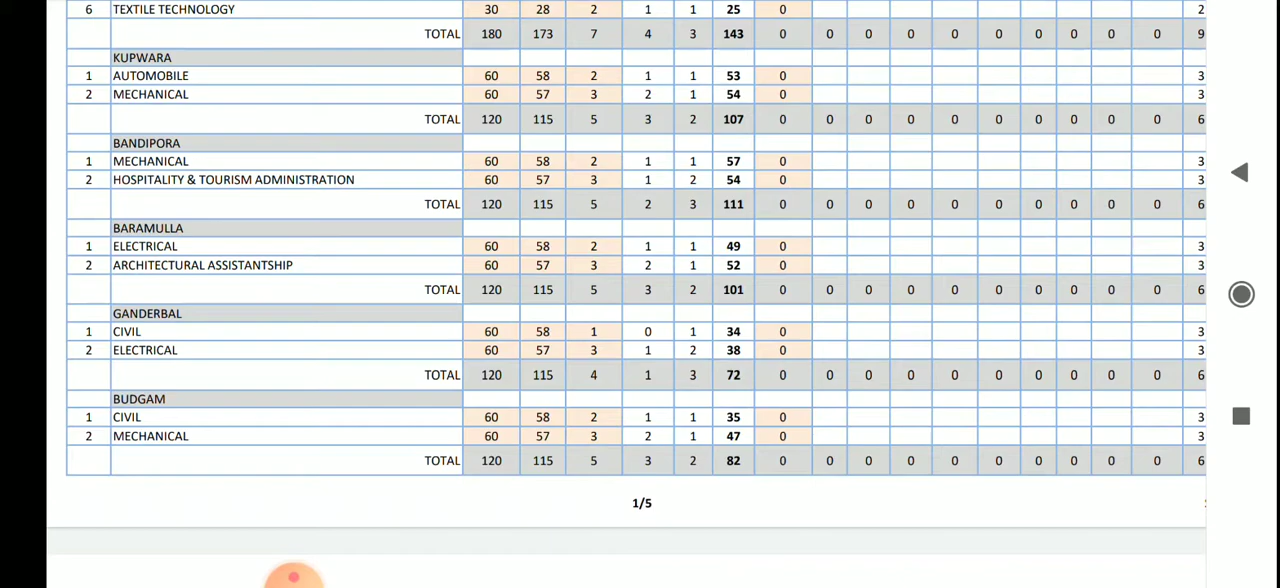 6 TEXTILE TECHNOLOGY 30 28 2 1 1 25 0 2
TOTAL 180 173 7 4 3 143 0 0 0 0 0 0 0 0 0 0 9
KUPWARA
1 AUTOMOBILE 60 58 2 1 1 53 0 3
2 MECHANICAL 60 57 3 2 1 54 0 3
TOTAL 120 115 5 3 2 107 0 0 0 0 0 0 0 0 0 0 6
BANDIPORA
1 MECHANICAL 60 58 2 1 1 57 0 3
2 HOSPITALITY & TOURISM ADMINISTRATION 60 57 3 1 2 54 0 3
TOTAL 120 115 5 2 3 111 0 0 0 0 0 0 0 0 0 0 6
BARAMULLA
1 ELECTRICAL 60 58 2 1 1 49 0 3
2 ARCHITECTURAL ASSISTANTSHIP 60 57 3 2 1 52 0 3
TOTAL 120 115 5 3 2 101 0 0 0 0 0 0 0 0 0 0 6
GANDERBAL
1 CIVIL 60 58 1 0 1 34 0 3
2 ELECTRICAL 60 57 3 1 2 38 0 3
TOTAL 120 115 4 1 3 72 0 0 0 0 0 0 0 0 0 0 6
BUDGAM
1 CIVIL 60 58 2 1 1 35 0 3
2 MECHANICAL 60 57 3 2 1 47 0 3
TOTAL 120 115 5 3 2 82 0 0 0 0 0 0 0 0 0 0 6
1/5